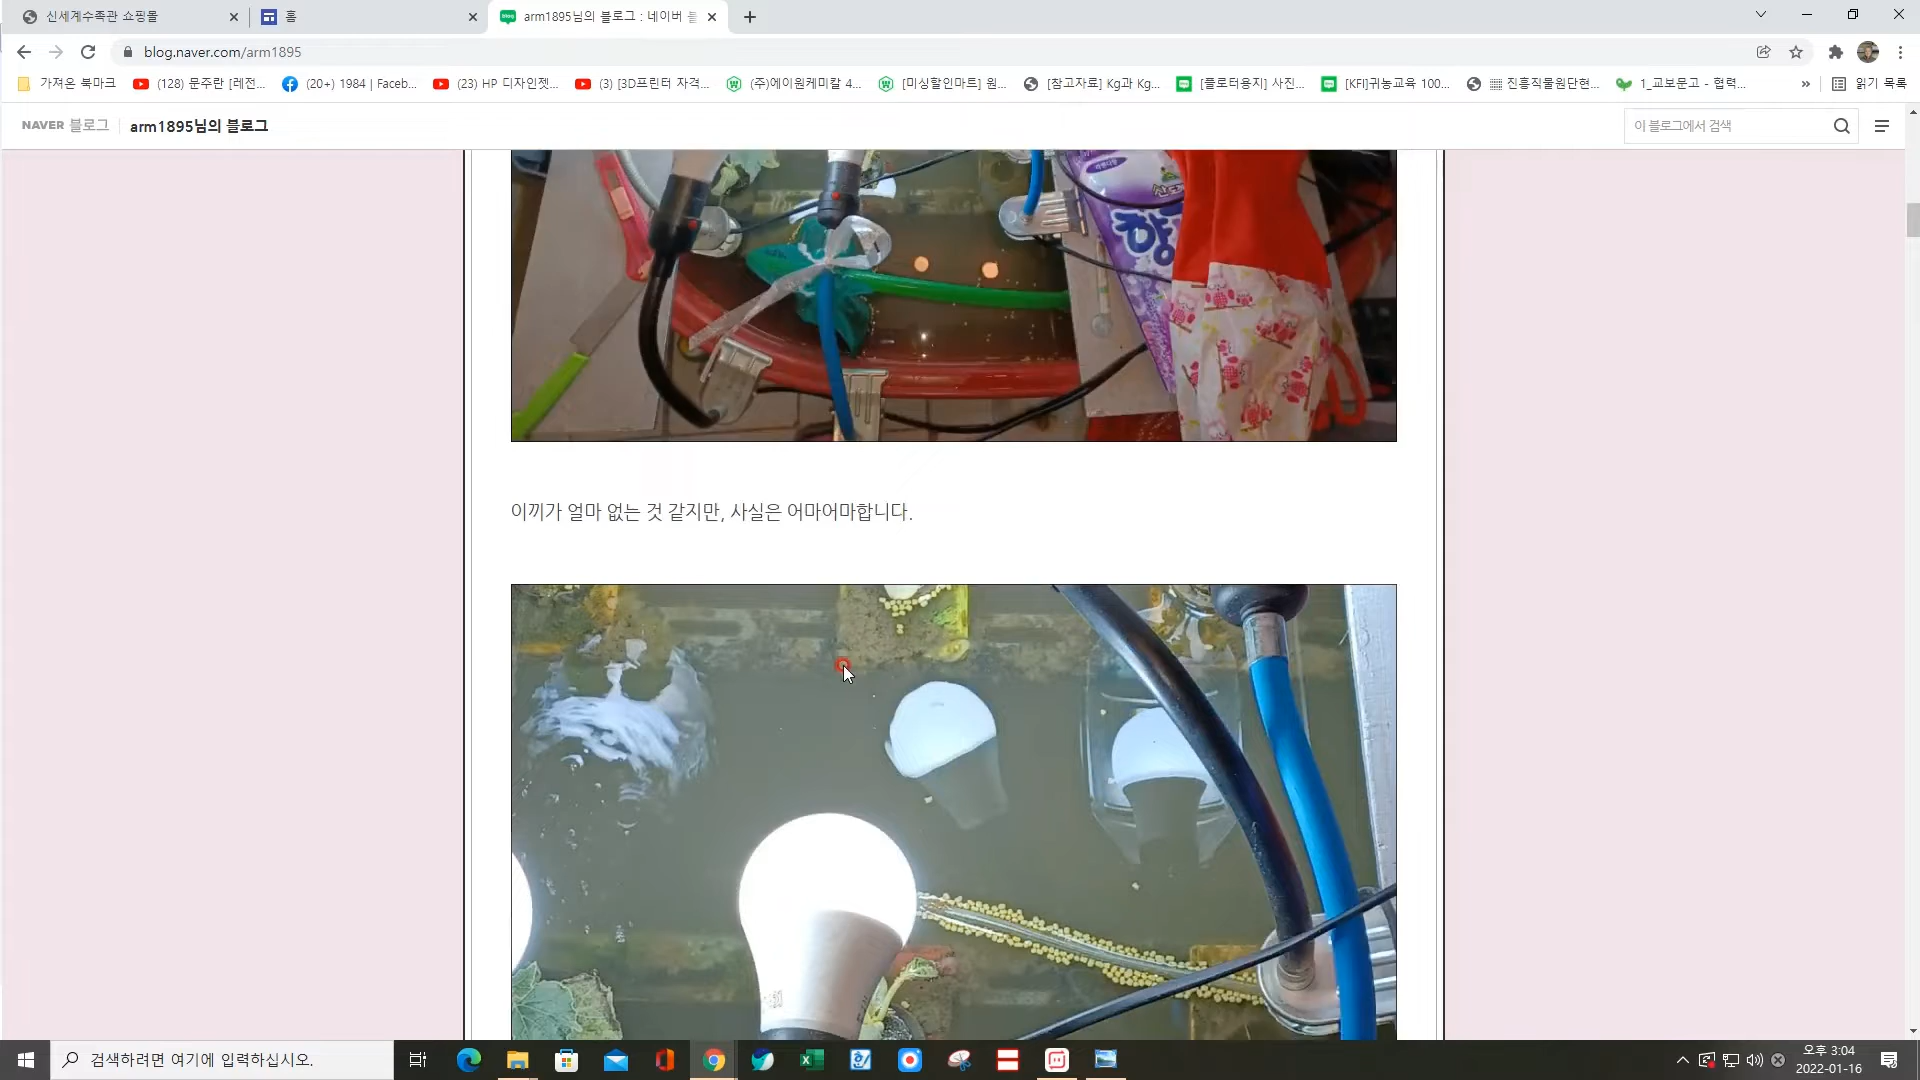 신세계수족관 쇼핑몰
홈
arm1895님의 블로그 : 네이버 블
blog.naver.com/arm1895
가져온 북마크
(128) 문주란 [레전...
(20+) 1984 | Faceb...
(23) HP 디자인젯...
(3) [3D프린터 자격...
(주)에이원케미칼 4...
[미싱할인마트] 원...
[참고자료] Kg과 Kg...
[플로터용지] 사진...
[KFI]귀농교육 100...
진흥직물원단현...
1_교보문고 - 협력...
»
읽기 목록
NAVER 블로그
arm1895님의 블로그
이 블로그에서 검색
향
이끼가 얼마 없는 것 같지만, 사실은 어마어마합니다.
검색하려면 여기에 입력하십시오.
오후 3:04
2022-01-16